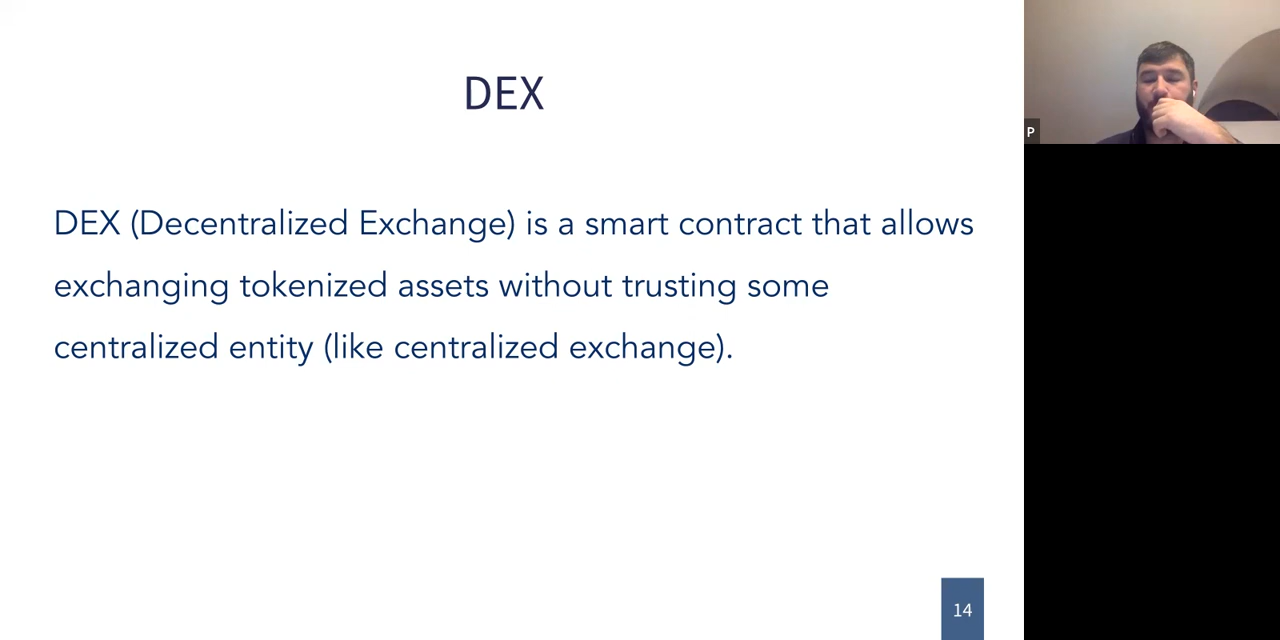 DEX
DEX (Decentralized Exchange) is a smart contract that allows
exchanging tokenized assets without trusting some
centralized entity (like centralized exchange).
14
P